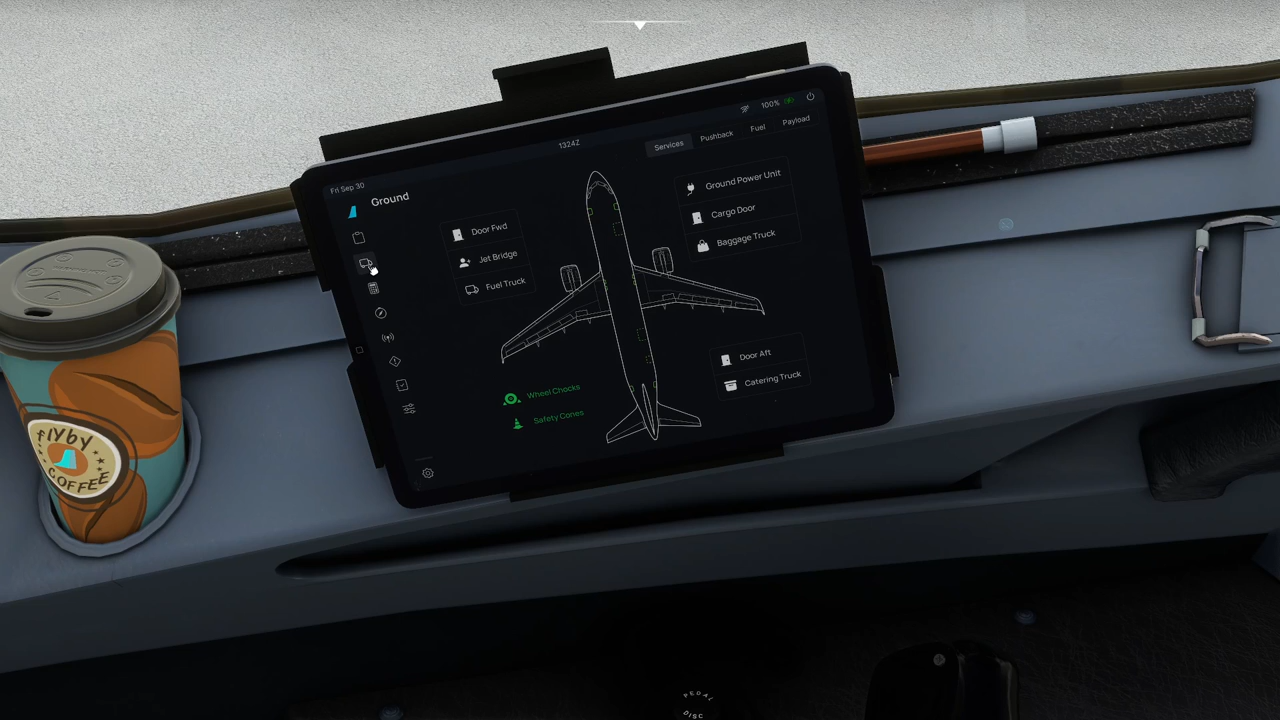 Fri Sep 30
1324Z
100%
Ground
Services
Pushback
Fuel
Payload
Door Fwd
Jet Bridge
Fuel Truck
Ground Power Unit
Cargo Door
Baggage Truck
Door Aft
Catering Truck
Wheel Chocks
Safety Cones
flyby
COFFEE
PEDAL
DISC